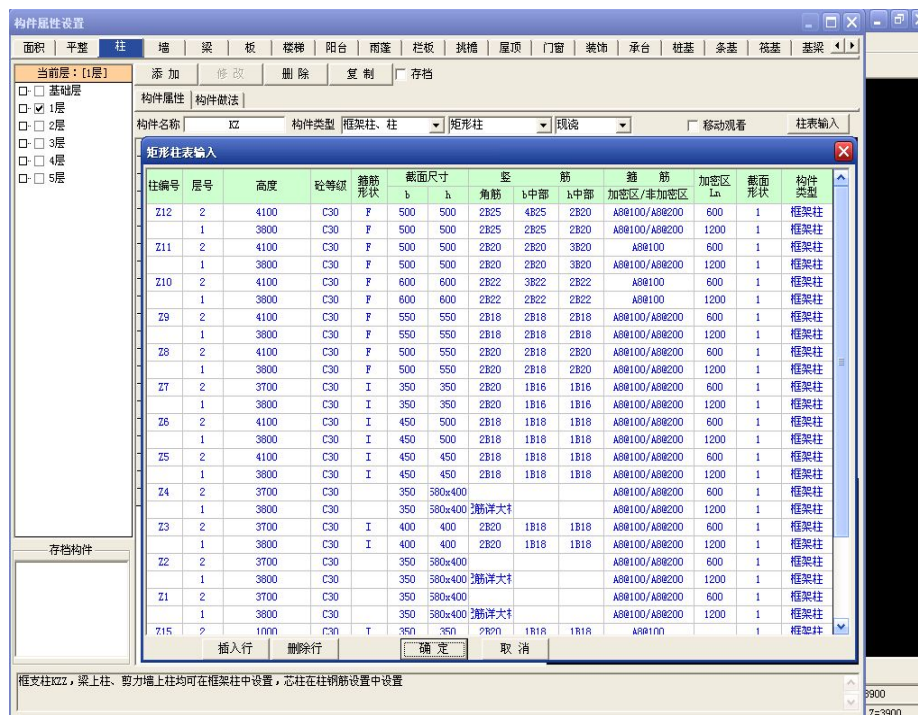 构件属性设置
面积 平整 柱 墙 梁 板 楼梯 阳台 雨蓬 栏板 挑檐 屋顶 门窗 装饰 承台 桩基 条基 筏基 基梁
当前层：[1层] 添加 修改 删除 复制 存档
基础层
1层
2层
3层
4层
5层
构件属性 构件做法
构件名称 KZ 构件类型 框架柱、柱 矩形柱 现浇 移动观看 柱表输入
矩形柱表输入
柱编号 层号 高度 砼等级 箍筋形状 截面尺寸 竖 筋 箍 筋 加密区Ln 截面形状 构件类型
b h 角筋 b中部 h中部 加密区/非加密区
Z12 2 4100 C30 F 500 500 2B25 4B25 2B20 A8@100/A8@200 600 1 框架柱
1 3800 C30 F 500 500 2B25 2B25 2B20 A8@100/A8@200 1200 1 框架柱
Z11 2 4100 C30 F 500 500 2B20 2B20 3B20 A8@100 600 1 框架柱
1 3800 C30 F 500 500 2B20 2B20 3B20 A8@100/A8@200 1200 1 框架柱
Z10 2 4100 C30 F 600 600 2B22 3B22 2B22 A8@100 600 1 框架柱
1 3800 C30 F 600 600 2B22 2B22 2B22 A8@100 1200 1 框架柱
Z9 2 4100 C30 F 550 550 2B18 2B18 2B18 A8@100/A8@200 600 1 框架柱
1 3800 C30 F 550 550 2B18 2B18 2B18 A8@100/A8@200 1200 1 框架柱
Z8 2 4100 C30 F 500 550 2B20 2B18 2B20 A8@100/A8@200 600 1 框架柱
1 3800 C30 F 500 550 2B20 2B18 2B20 A8@100/A8@200 1200 1 框架柱
Z7 2 3700 C30 I 350 350 2B20 1B16 1B16 A8@100/A8@200 600 1 框架柱
1 3800 C30 I 350 350 2B20 1B16 1B16 A8@100/A8@200 1200 1 框架柱
Z6 2 4100 C30 I 450 500 2B18 1B18 1B18 A8@100/A8@200 600 1 框架柱
1 3800 C30 I 450 500 2B18 1B18 1B18 A8@100/A8@200 1200 1 框架柱
Z5 2 4100 C30 I 450 450 2B18 1B18 1B18 A8@100/A8@200 600 1 框架柱
1 3800 C30 I 450 450 2B18 1B18 1B18 A8@100/A8@200 1200 1 框架柱
Z4 2 3700 C30 350 580x400 A8@100/A8@200 600 1 框架柱
1 3800 C30 350 580x400 筋详大 A8@100/A8@200 1200 1 框架柱
Z3 2 3700 C30 I 400 400 2B20 1B18 1B18 A8@100/A8@200 600 1 框架柱
1 3800 C30 I 400 400 2B20 1B18 1B18 A8@100/A8@200 1200 1 框架柱
Z2 2 3700 C30 350 580x400 A8@100/A8@200 600 1 框架柱
1 3800 C30 350 580x400 筋详大 A8@100/A8@200 1200 1 框架柱
Z1 2 3700 C30 350 580x400 A8@100/A8@200 600 1 框架柱
1 3800 C30 350 580x400 筋详大 A8@100/A8@200 1200 1 框架柱
Z15 2 1000 C30 I 350 350 2B20 1B18 1B18 A8@100 1 框架柱
插入行 删除行 确定 取消
存档构件
框支柱KZZ，梁上柱、剪力墙上柱均可在框架柱中设置，芯柱在柱钢筋设置中设置
3900
Z=3900